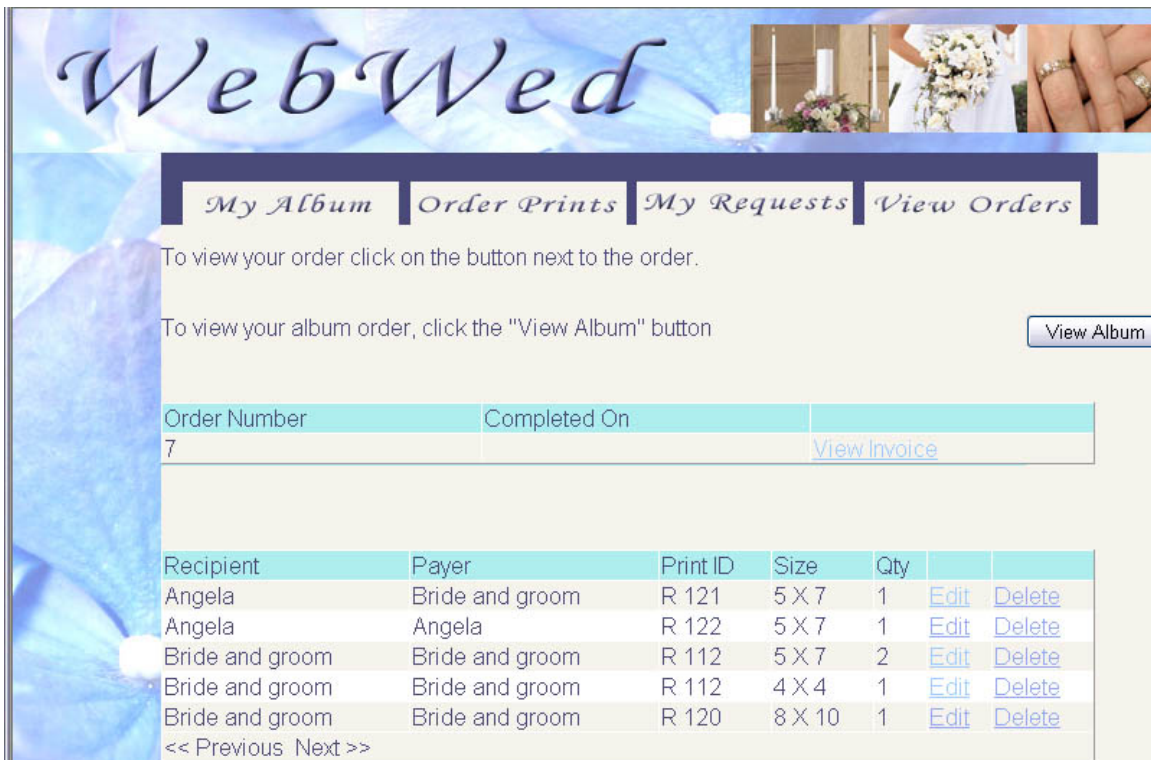 WebWed
My Album Order Prints My Requests View Orders
To view your order click on the button next to the order.
To view your album order, click the "View Album" button View Album
Order Number Completed On
7 View Invoice
Recipient Payer Print ID Size Qty
Angela Bride and groom R 121 5 X 7 1 Edit Delete
Angela Angela R 122 5 X 7 1 Edit Delete
Bride and groom Bride and groom R 112 5 X 7 2 Edit Delete
Bride and groom Bride and groom R 112 4 X 4 1 Edit Delete
Bride and groom Bride and groom R 120 8 X 10 1 Edit Delete
<< Previous Next >>